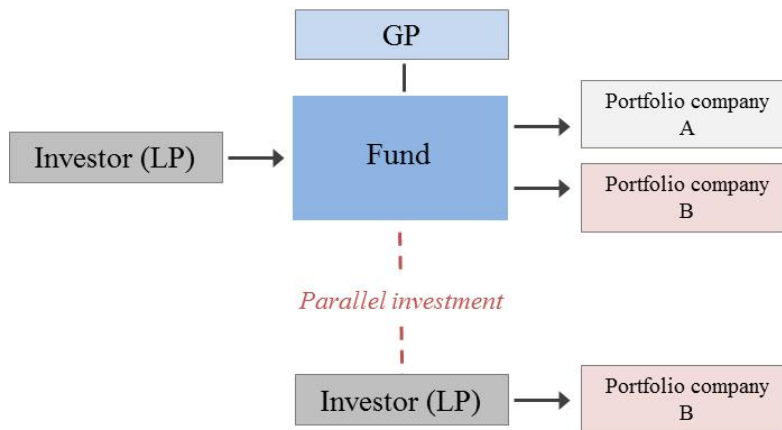 GP
Investor (LP)
Fund
Portfolio company
A
Portfolio company
B
Parallel investment
Investor (LP)
Portfolio company
B